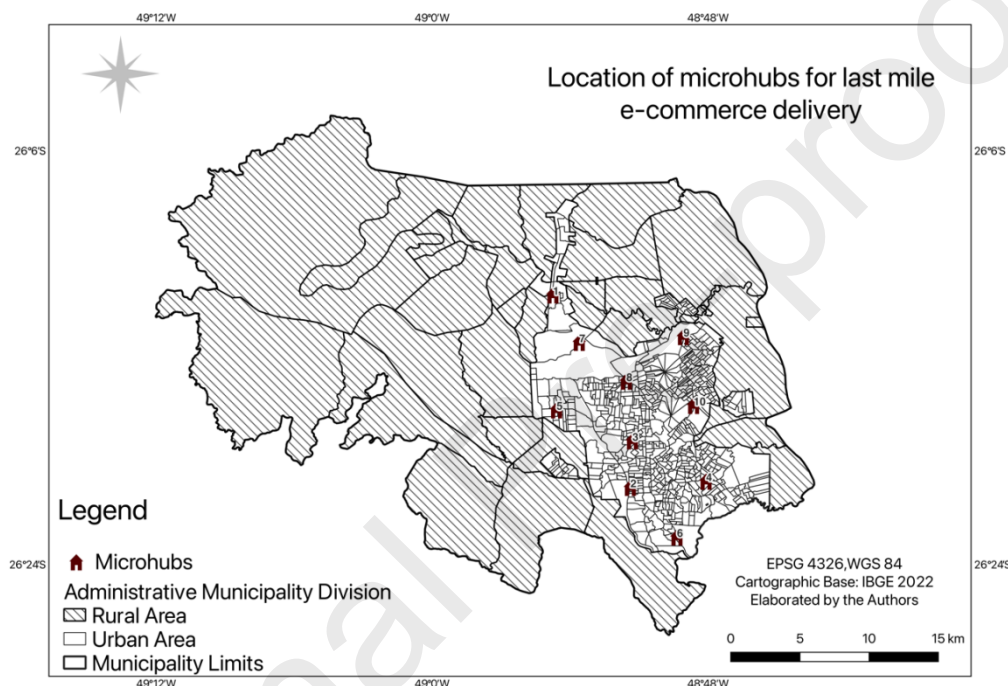 49°12'W 49°0'W 48°48'W
Location of microhubs for last mile
e-commerce delivery
26°6'S 26°6'S
1
7
9
8
5
10
3
2
4
6
Legend
Microhubs
Administrative Municipality Division
Rural Area
Urban Area
Municipality Limits
26°24'S 26°24'S
EPSG 4326,WGS 84
Cartographic Base: IBGE 2022
Elaborated by the Authors
0 5 10 15 km
49°12'W 49°0'W 48°48'W